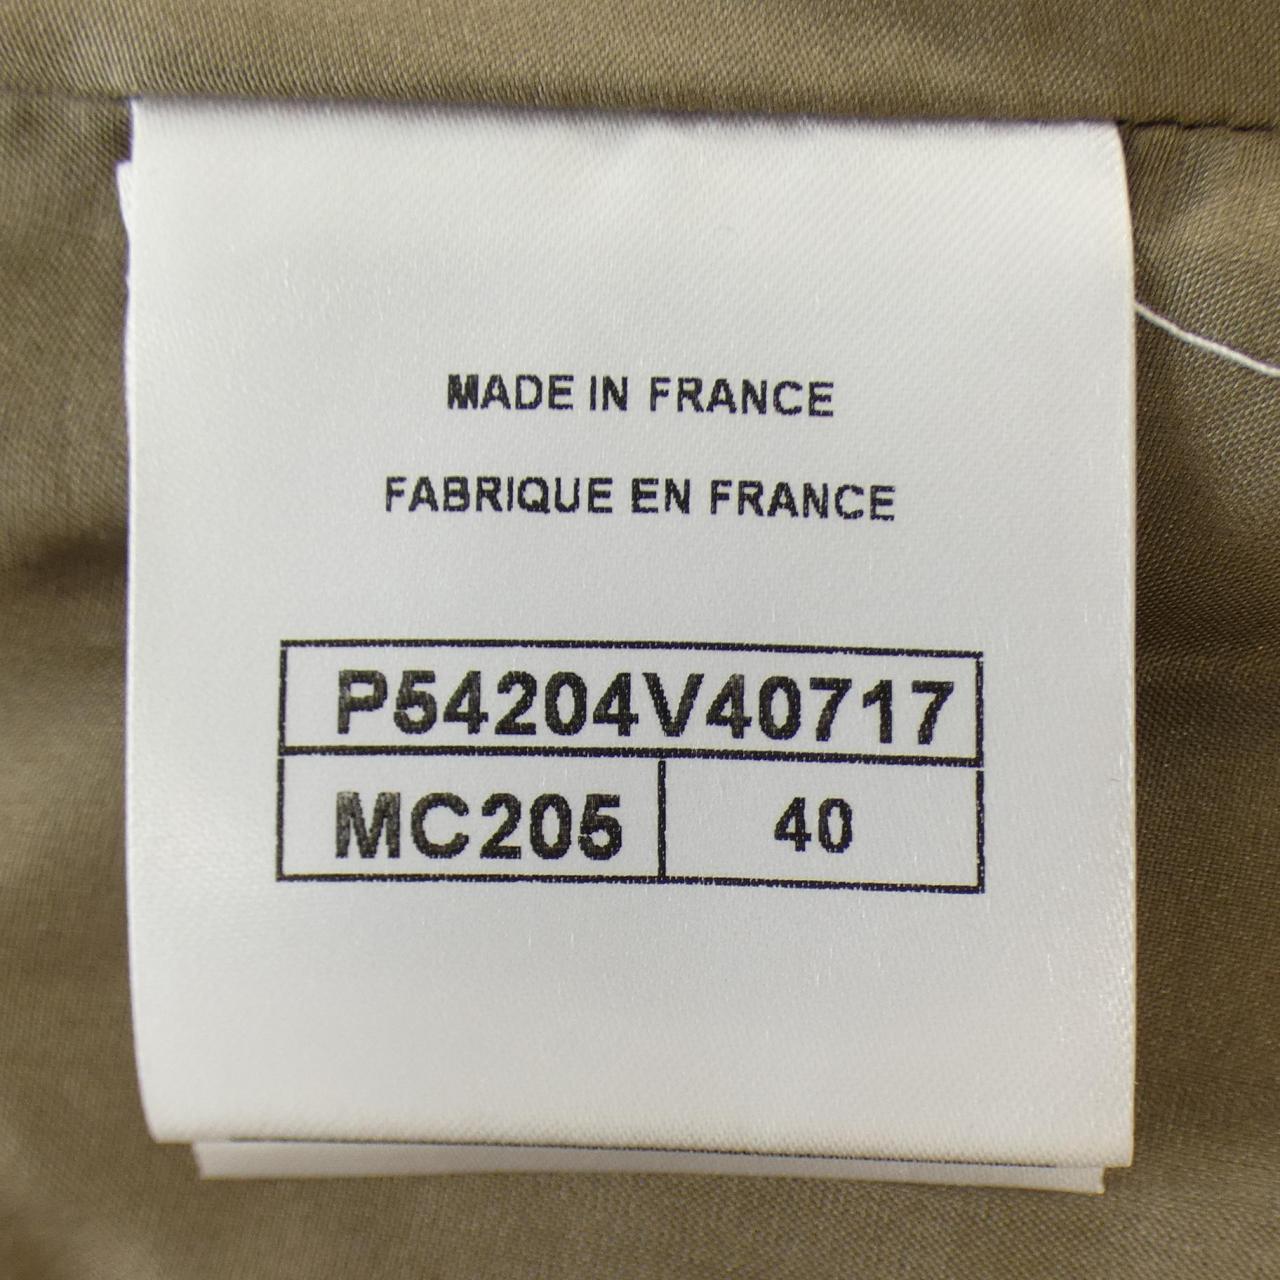 MADE IN FRANCE
FABRIQUE EN FRANCE
P54204V40717
MC205 40